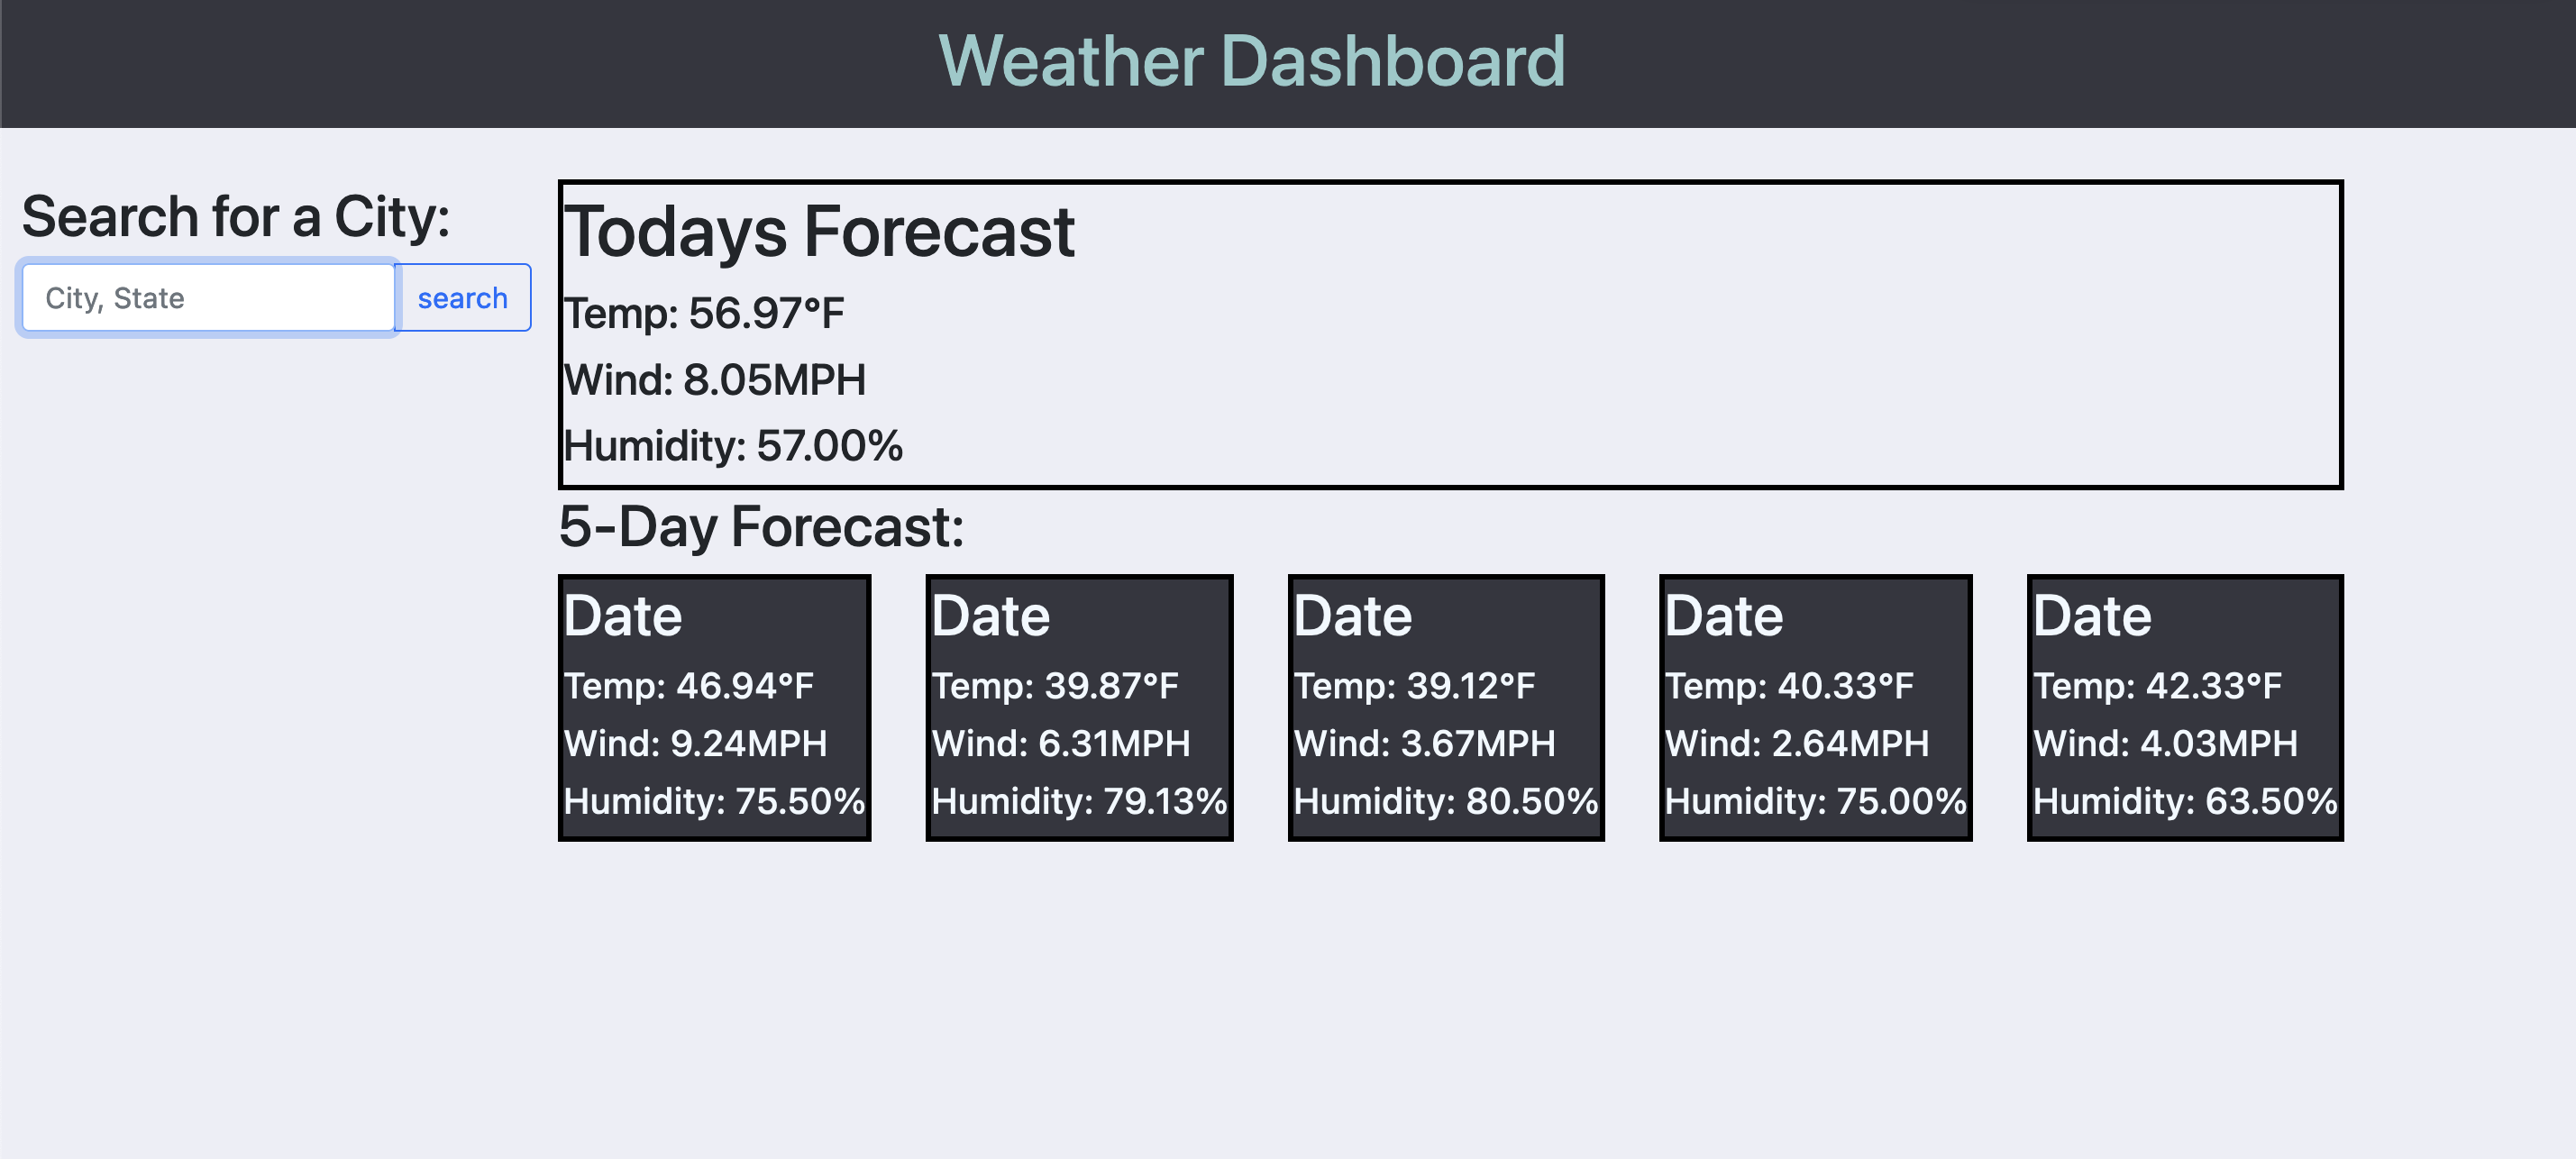 Weather Dashboard
Search for a City:
City, State
search
Todays Forecast
Temp: 56.97°F
Wind: 8.05MPH
Humidity: 57.00%
5-Day Forecast:
Date
Temp: 46.94°F
Wind: 9.24MPH
Humidity: 75.50%
Date
Temp: 39.87°F
Wind: 6.31MPH
Humidity: 79.13%
Date
Temp: 39.12°F
Wind: 3.67MPH
Humidity: 80.50%
Date
Temp: 40.33°F
Wind: 2.64MPH
Humidity: 75.00%
Date
Temp: 42.33°F
Wind: 4.03MPH
Humidity: 63.50%